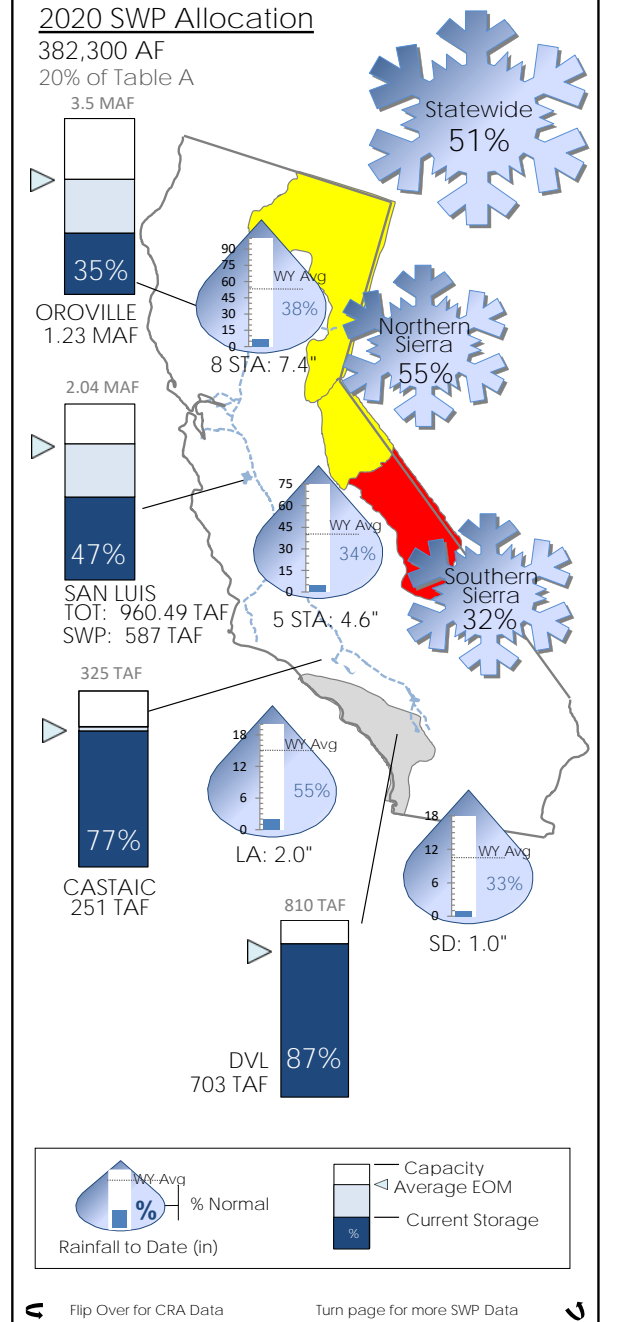 2020 SWP Allocation
382,300 AF
20% of Table A
3.5 MAF
35%
OROVILLE
1.23 MAF
Statewide
51%
90
75
60
45
30
15
0
WY Avg
38%
8 STA: 7.4"
Northern
Sierra
55%
2.04 MAF
47%
SAN LUIS
TOT: 960.49 TAF
SWP: 587 TAF
75
60
45
30
15
0
WY Avg
34%
5 STA: 4.6"
Southern
Sierra
32%
325 TAF
77%
CASTAIC
251 TAF
18
12
6
0
WY Avg
55%
LA: 2.0"
18
12
6
0
WY Avg
33%
SD: 1.0"
810 TAF
87%
DVL
703 TAF
WY Avg
%
% Normal
Rainfall to Date (in)
Capacity
Average EOM
Current Storage
%
Flip Over for CRA Data
Turn page for more SWP Data